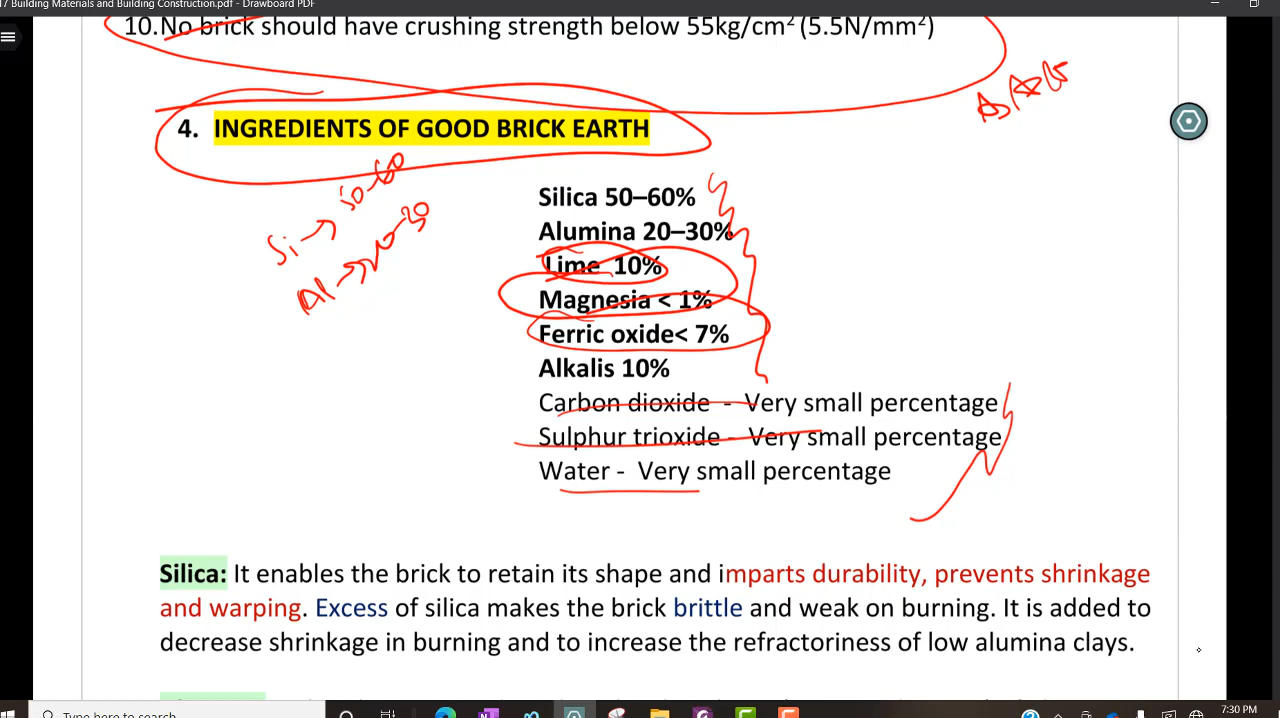 17 Building Materials and Building Construction.pdf - Drawboard PDF
10.No brick should have crushing strength below 55kg/cm² (5.5N/mm²)
4. INGREDIENTS OF GOOD BRICK EARTH
Si → 50-60
Silica 50–60%
Alumina 20–30%
Lime 10%
Magnesia < 1%
Ferric oxide< 7%
Alkalis 10%
Carbon dioxide - Very small percentage
Sulphur trioxide - Very small percentage
Water - Very small percentage
Silica: It enables the brick to retain its shape and imparts durability, prevents shrinkage
and warping. Excess of silica makes the brick brittle and weak on burning. It is added to
decrease shrinkage in burning and to increase the refractoriness of low alumina clays.
Type here to search
7:30 PM